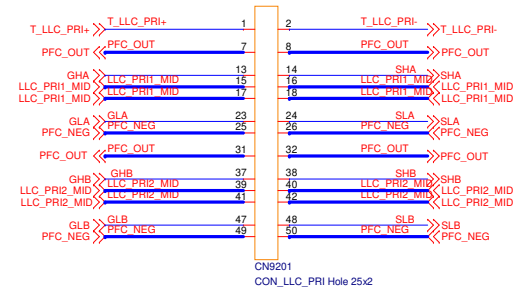 T_LLC_PRI+ T_LLC_PRI+ 1 2 T_LLC_PRI- T_LLC_PRI-
PFC_OUT PFC_OUT 7 8 PFC_OUT PFC_OUT
GHA 13 14 SHA SHA
LLC_PRI1_MID LLC_PRI1_MID 15 16 LLC_PRI1_MID LLC_PRI1_MID
LLC_PRI1_MID LLC_PRI1_MID 17 18 LLC_PRI1_MID LLC_PRI1_MID
GLA GLA 23 24 SLA SLA
PFC_NEG PFC_NEG 25 26 PFC_NEG PFC_NEG
PFC_OUT PFC_OUT 31 32 PFC_OUT PFC_OUT
GHB GHB 37 38 SHB SHB
LLC_PRI2_MID LLC_PRI2_MID 39 40 LLC_PRI2_MID LLC_PRI2_MID
LLC_PRI2_MID LLC_PRI2_MID 41 42 LLC_PRI2_MID LLC_PRI2_MID
GLB GLB 47 48 SLB SLB
PFC_NEG PFC_NEG 49 50 PFC_NEG PFC_NEG
CN9201
CON_LLC_PRI Hole 25x2